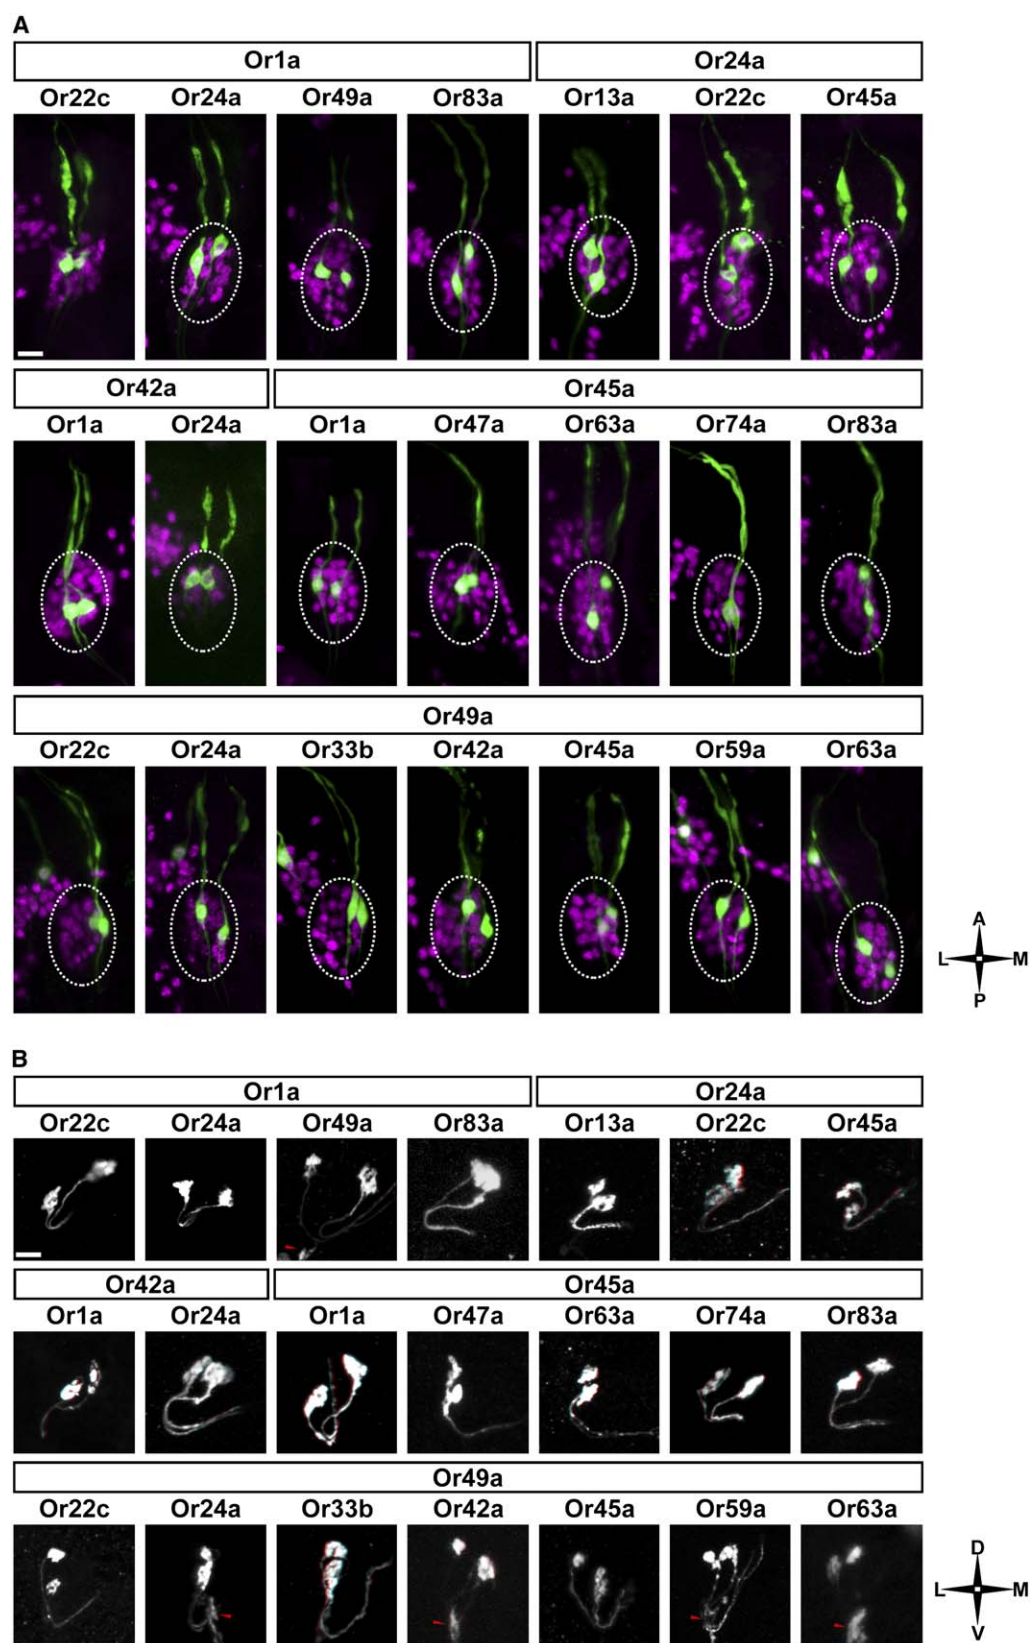 A
Or1a Or24a
Or22c Or24a Or49a Or83a Or13a Or22c Or45a
Or42a Or45a
Or1a Or24a Or1a Or47a Or63a Or74a Or83a
Or49a
Or22c Or24a Or33b Or42a Or45a Or59a Or63a
A
L M
P
B
Or1a Or24a
Or22c Or24a Or49a Or83a Or13a Or22c Or45a
Or42a Or45a
Or1a Or24a Or1a Or47a Or63a Or74a Or83a
Or49a
Or22c Or24a Or33b Or42a Or45a Or59a Or63a
D
L M
V